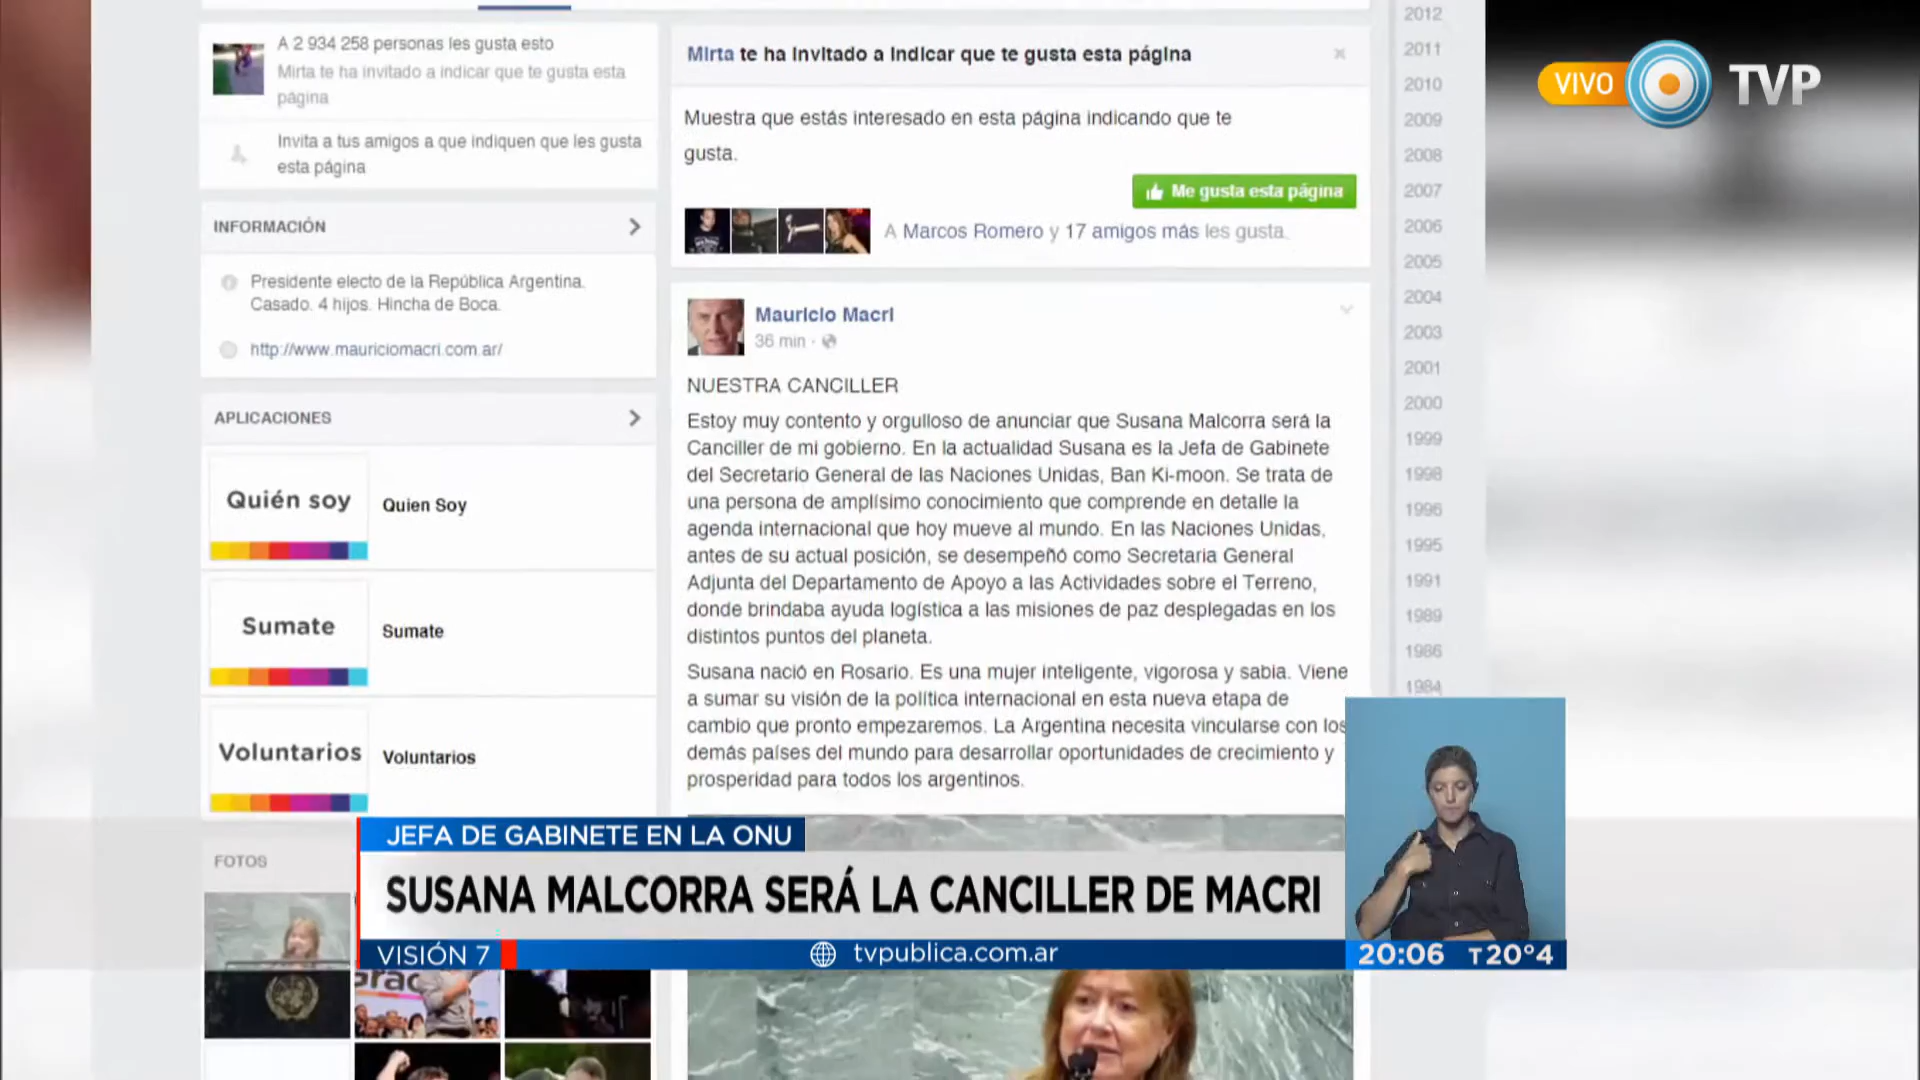 A 2 934 258 personas les gusta esto
Mirta te ha invitado a indicar que te gusta esta
página
Invita a tus amigos a que indiquen que les gusta
esta página
INFORMACIÓN
Presidente electo de la República Argentina.
Casado. 4 hijos. Hincha de Boca.
http://www.mauriciomacri.com.ar/
APLICACIONES
Quién soy
Quien Soy
Sumate
Sumate
Voluntarios
Voluntarios
FOTOS
Mirta te ha invitado a indicar que te gusta esta página
Muestra que estás interesado en esta página indicando que te
gusta.
Me gusta esta página
A Marcos Romero y 17 amigos más les gusta.
Mauricio Macri
36 min
NUESTRA CANCILLER
Estoy muy contento y orgulloso de anunciar que Susana Malcorra será la
Canciller de mi gobierno. En la actualidad Susana es la Jefa de Gabinete
del Secretario General de las Naciones Unidas, Ban Ki-moon. Se trata de
una persona de amplísimo conocimiento que comprende en detalle la
agenda internacional que hoy mueve al mundo. En las Naciones Unidas,
antes de su actual posición, se desempeñó como Secretaria General
Adjunta del Departamento de Apoyo a las Actividades sobre el Terreno,
donde brindaba ayuda logística a las misiones de paz desplegadas en los
distintos puntos del planeta.
Susana nació en Rosario. Es una mujer inteligente, vigorosa y sabia. Viene
a sumar su visión de la política internacional en esta nueva etapa de
cambio que pronto empezaremos. La Argentina necesita vincularse con los
demás países del mundo para desarrollar oportunidades de crecimiento y
prosperidad para todos los argentinos.
2012
2011
2010
2009
2008
2007
2006
2005
2004
2003
2002
2001
2000
1999
1998
1996
1995
1991
1989
1986
1984
VIVO
TVP
JEFA DE GABINETE EN LA ONU
SUSANA MALCORRA SERÁ LA CANCILLER DE MACRI
VISIÓN 7
tvpublica.com.ar
20:06 T20°4